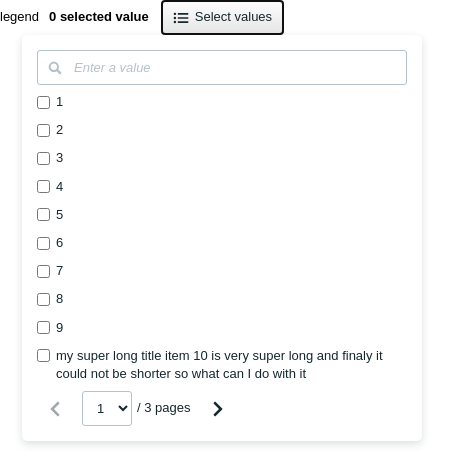 legend 0 selected value Select values
Enter a value
1
2
3
4
5
6
7
8
9
my super long title item 10 is very super long and finaly it
could not be shorter so what can I do with it
1 / 3 pages